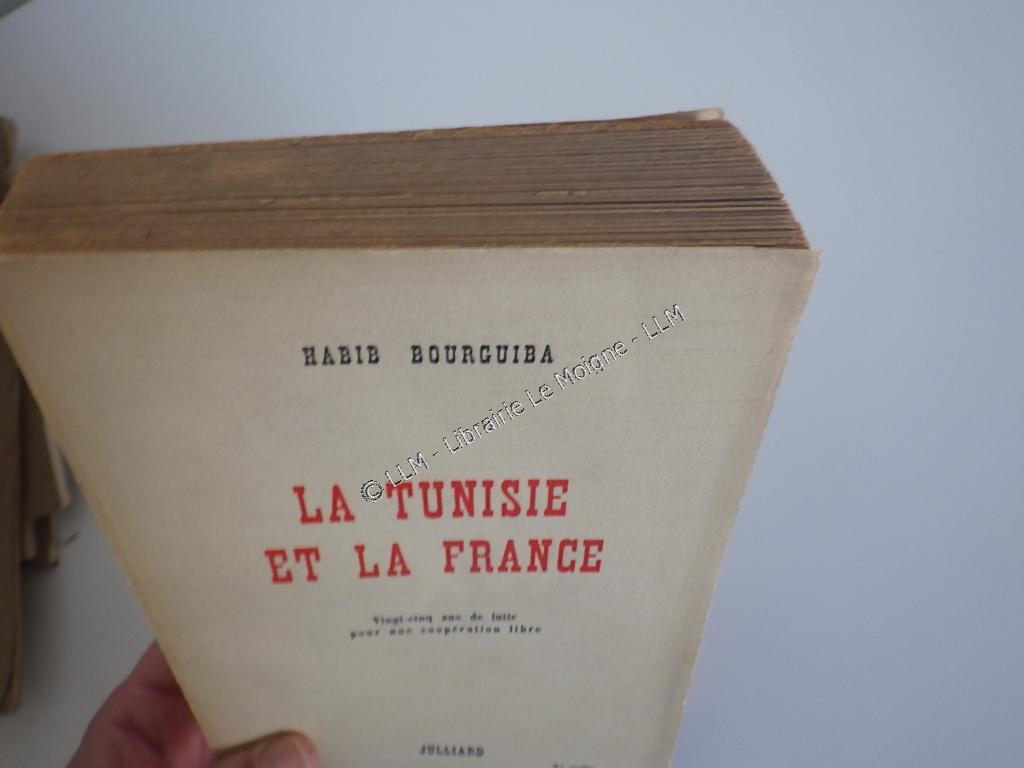 HABIB BOURGUIBA
© LLM - Librairie Le Moigne - LLM
LA TUNISIE
ET LA FRANCE
Vingt-cinq ans de lutte
pour une coopération libre
JULLIARD